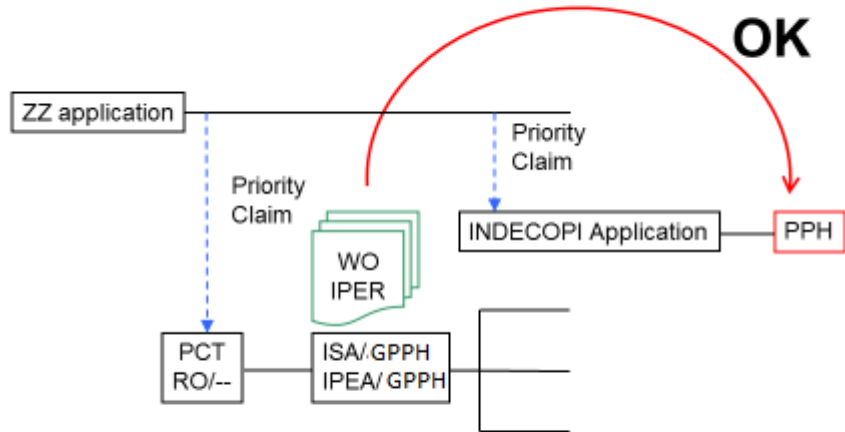 OK
ZZ application
Priority
Claim
Priority
Claim
INDECOPI Application
PPH
WO
IPER
PCT
RO/--
ISA/GPPH
IPEA/GPPH